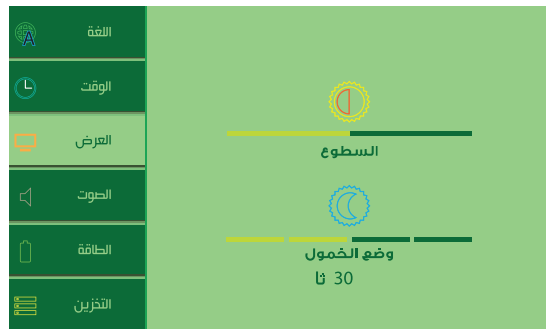 اللغة
الوقت
العرض
الصوت
الطاقة
التخزين
السطوع
وضع الخمول
30 ثا